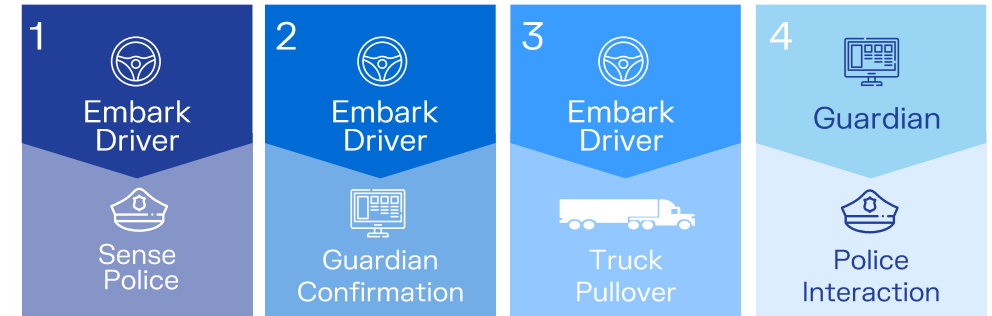 1
Embark
Driver
Sense
Police
2
Embark
Driver
Guardian
Confirmation
3
Embark
Driver
Truck
Pullover
4
Guardian
Police
Interaction